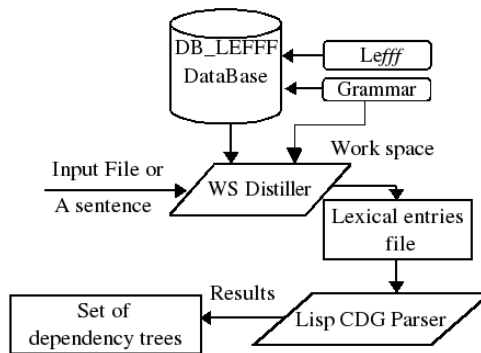 DB_LEFFF
DataBase
Lefff
Grammar
Work space
Input File or
A sentence
WS Distiller
Lexical entries
file
Results
Set of
dependency trees
Lisp CDG Parser